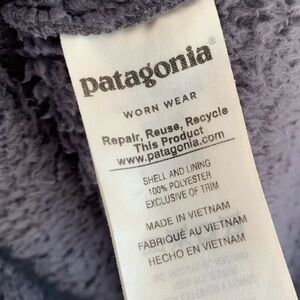 patagonia®
WORN WEAR
Repair, Reuse, Recycle
This Product
www.patagonia.com
SHELL AND LINING
100% POLYESTER
EXCLUSIVE OF TRIM
MADE IN VIETNAM
FABRIQUÉ AU VIETNAM
HECHO EN VIETNAM